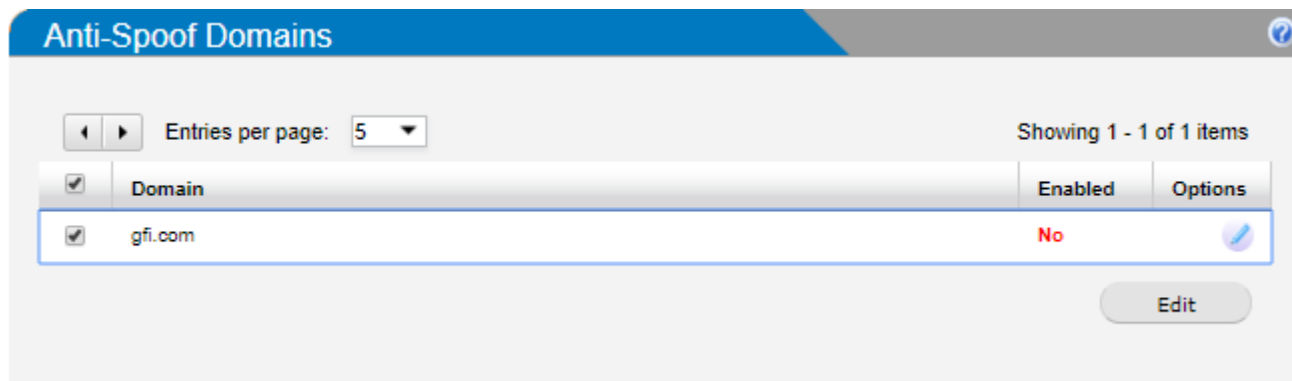 Anti-Spoof Domains
?
Entries per page: 5 Showing 1 - 1 of 1 items
Domain Enabled Options
gfi.com No
Edit